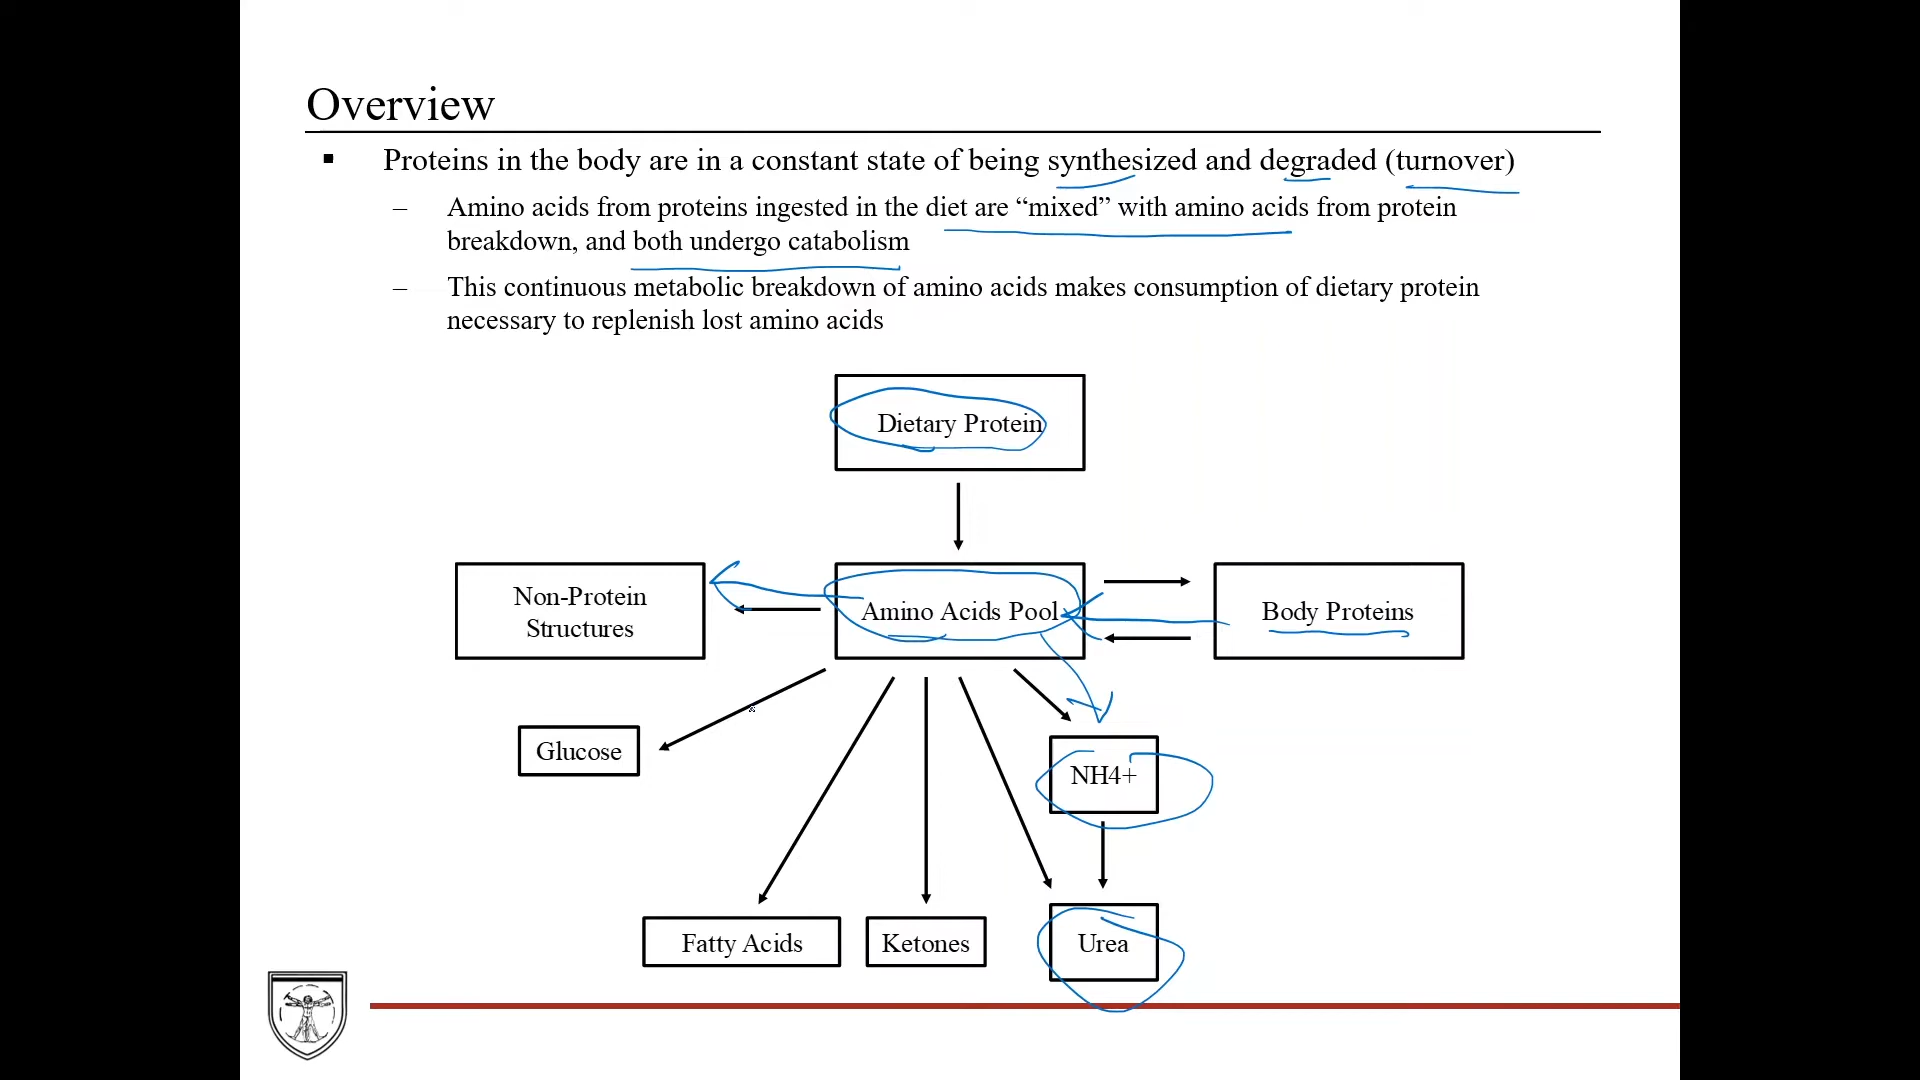 Overview
▪ Proteins in the body are in a constant state of being synthesized and degraded (turnover)
– Amino acids from proteins ingested in the diet are “mixed” with amino acids from protein
breakdown, and both undergo catabolism
– This continuous metabolic breakdown of amino acids makes consumption of dietary protein
necessary to replenish lost amino acids
Dietary Protein
Non-Protein
Structures
Amino Acids Pool
Body Proteins
Glucose
NH4+
Fatty Acids
Ketones
Urea